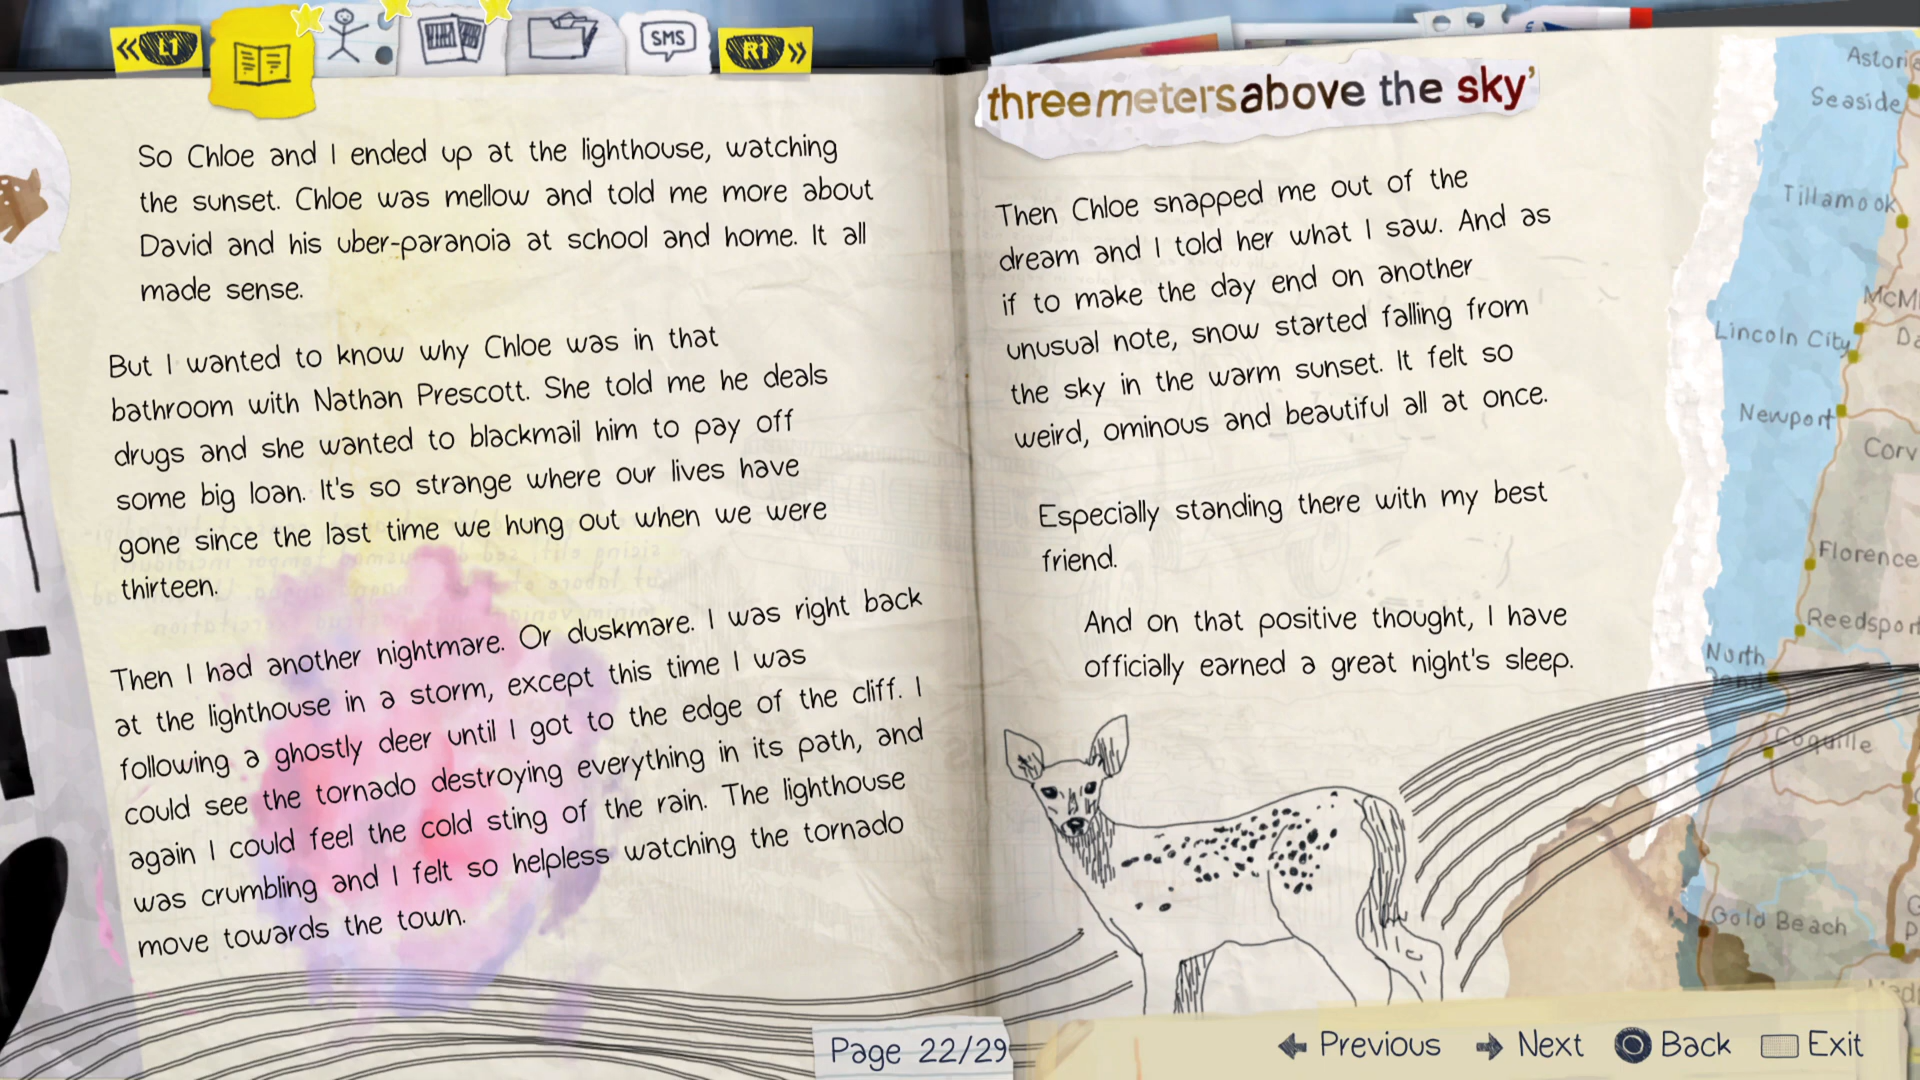 L1
SMS
R1
So Chloe and I ended up at the lighthouse, watching
the sunset. Chloe was mellow and told me more about
David and his uber-paranoia at school and home. It all
made sense.
But I wanted to know why Chloe was in that
bathroom with Nathan Prescott. She told me he deals
drugs and she wanted to blackmail him to pay off
some big loan. It's so strange where our lives have
gone since the last time we hung out when we were
thirteen.
Then I had another nightmare. Or duskmare. I was right back
at the lighthouse in a storm, except this time I was
following a ghostly deer until I got to the edge of the cliff. I
could see the tornado destroying everything in its path, and
again I could feel the cold sting of the rain. The lighthouse
was crumbling and I felt so helpless watching the tornado
move towards the town.
threemetersabove the sky'
Then Chloe snapped me out of the
dream and I told her what I saw. And as
if to make the day end on another
unusual note, snow started falling from
the sky in the warm sunset. It felt so
weird, ominous and beautiful all at once.
Especially standing there with my best
friend.
And on that positive thought, I have
officially earned a great night's sleep.
Seaside
Tillamook
Lincoln City
Newport
Florence
Reedsport
North
Coquille
Gold Beach
Page 22/29
Previous
Next
Back
Exit